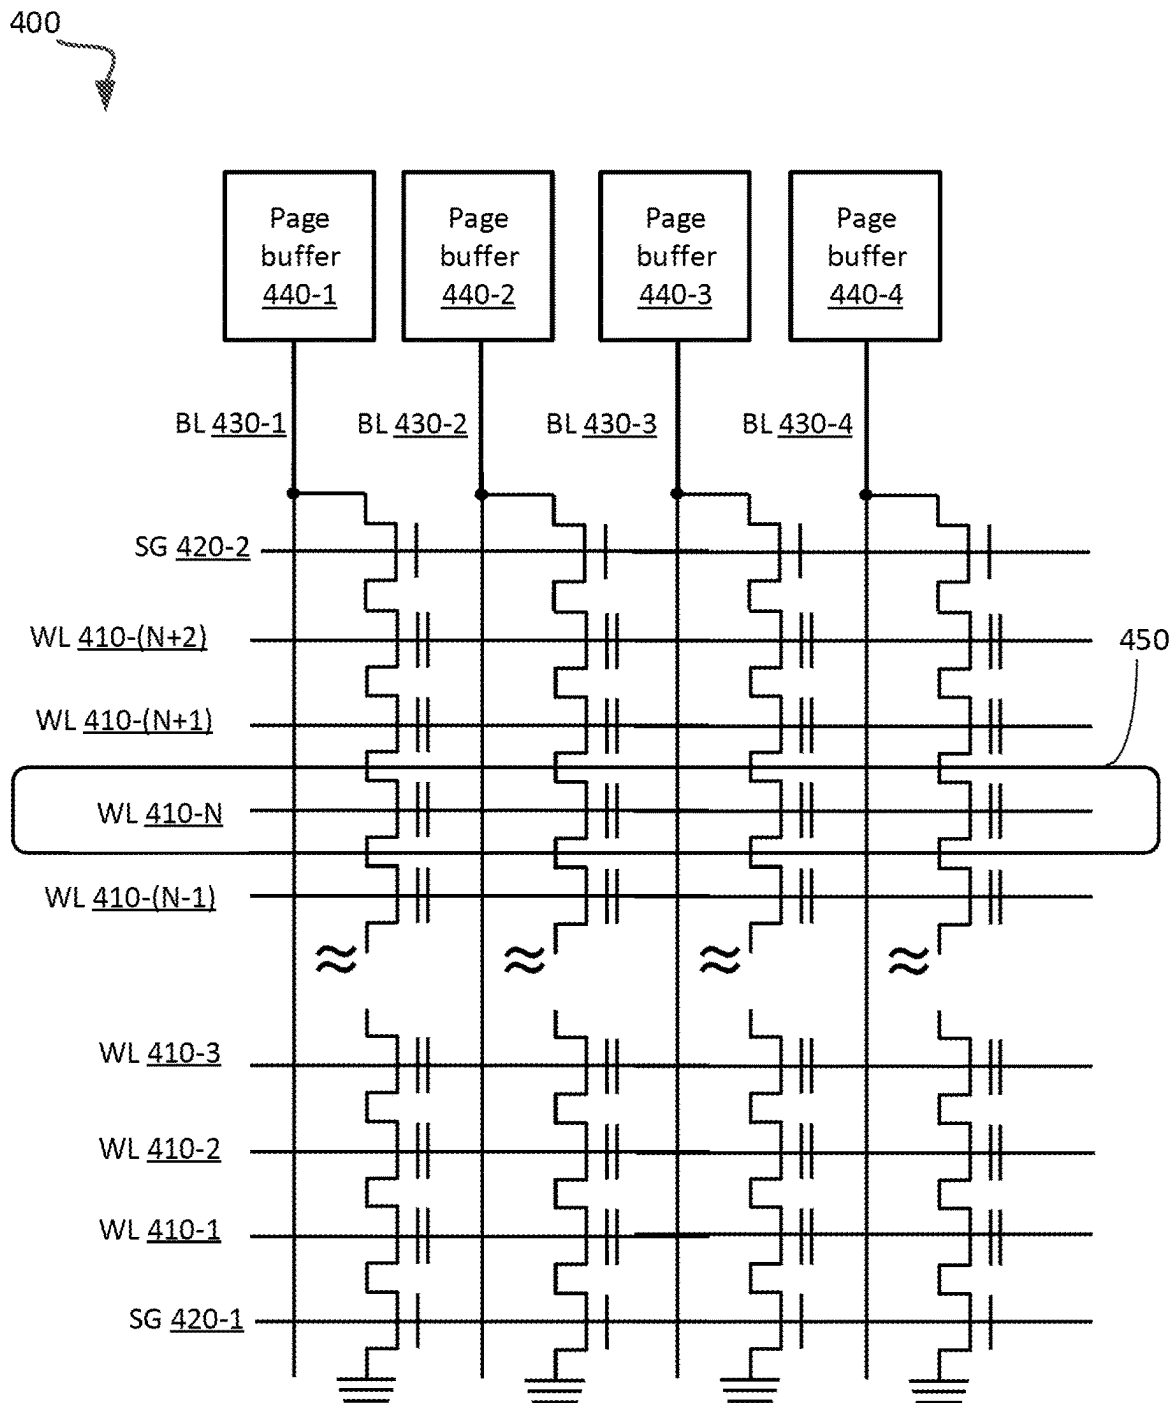 400
Page
buffer
440-1
Page
buffer
440-2
Page
buffer
440-3
Page
buffer
440-4
BL 430-1
BL 430-2
BL 430-3
BL 430-4
SG 420-2
WL 410-(N+2)
450
WL 410-(N+1)
WL 410-N
WL 410-(N-1)
WL 410-3
WL 410-2
WL 410-1
SG 420-1